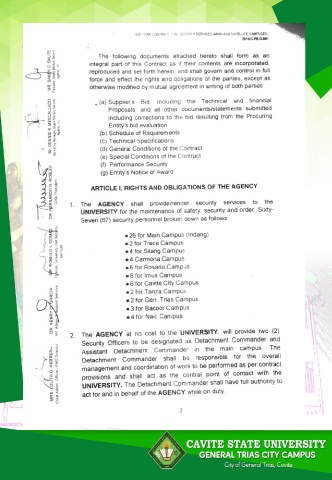 The following documents attached hereto shall form as an
integral part of this Contract as if their contents are incorporated,
reproduced and set forth herein, and shall govern and control in full
force and effect the rights and obligations of the parties, except as
otherwise modified by mutual agreement in writing of both parties
(a) Supplier's Bid, including the Technical and financial
Proposals, and all other documents/statements submitted
including corrections to the bid resulting from the Procuring
Entity's bid evaluation
(b) Schedule of Requirements
(c) Technical Specifications
(d) General Conditions of the Contract
(e) Special Conditions of the Contract
(f) Performance Security
(g) Entity's Notice of Award
ARTICLE I. RIGHTS AND OBLIGATIONS OF THE AGENCY
1. The AGENCY shall provide/render security services to the
UNIVERSITY for the maintenance of safety, security and order. Sixty-
Seven (67) security personnel broken down as follows:
• 26 for Main Campus (Indang)
• 2 for Trece Campus
• 4 for Silang Campus
• 4 Carmona Campus
• 6 for Rosario Campus
• 8 for Imus Campus
• 6 for Cavite City Campus
• 2 for Tanza Campus
• 2 for Gen. Trias Campus
• 3 for Bacoor Campus
• 4 for Naic Campus
2. The AGENCY at no cost to the UNIVERSITY, will provide two (2)
Security Officers to be designated as Detachment Commander and
Assistant Detachment Commander in the main campus. The
Detachment Commander shall be responsible for the overall
management and coordination of work to be performed as per contract
provisions and shall act as the central point of contact with the
UNIVERSITY. The Detachment Commander shall have full authority to
act for and in behalf of the AGENCY while on duty.
2
CAVITE STATE UNIVERSITY
GENERAL TRIAS CITY CAMPUS
City of General Trias, Cavite